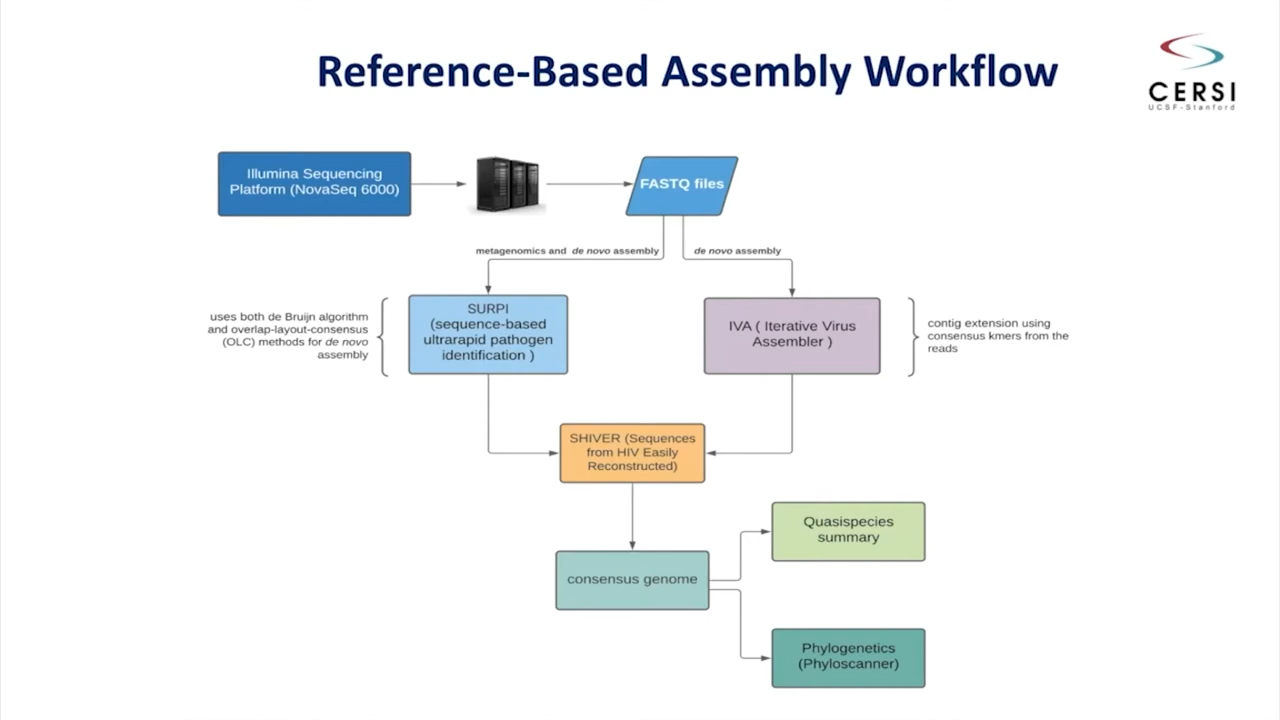 Reference-Based Assembly Workflow
CERSI
UCSF-Stanford
Illumina Sequencing
Platform (NovaSeq 6000)
FASTQ files
metagenomics and de novo assembly
de novo assembly
uses both de Bruijn algorithm
and overlap-layout-consensus
(OLC) methods for de novo
assembly
SURPI
(sequence-based
ultrarapid pathogen
identification )
IVA ( Iterative Virus
Assembler )
contig extension using
consensus kmers from the
reads
SHIVER (Sequences
from HIV Easily
Reconstructed)
Quasispecies
summary
consensus genome
Phylogenetics
(Phyloscanner)